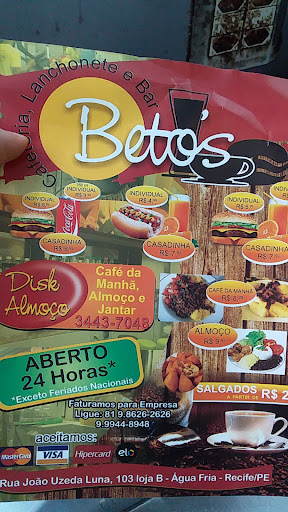 Cafeteria, Lanchonete e Bar
Beto's
INDIVIDUAL
INDIVIDUAL
INDIVIDUAL
INDIVIDUAL
Coca-Cola
CASADINHA
CASADINHA
CASADINHA
Disk
Almoço
Café da
Manhã,
Almoço e
Jantar
3443-7048
CAFÉ DA MANHÃ
ALMOÇO
ABERTO
24 Horas*
*Exceto Feriados Nacionais
SALGADOS
A PARTIR DE
Faturamos para Empresa
Ligue: 81 9.8626-2626
9.9944-8948
aceitamos:
MasterCard
VISA
Hipercard
elo
Rua João Uzeda Luna, 103 loja B - Água Fria - Recife/PE